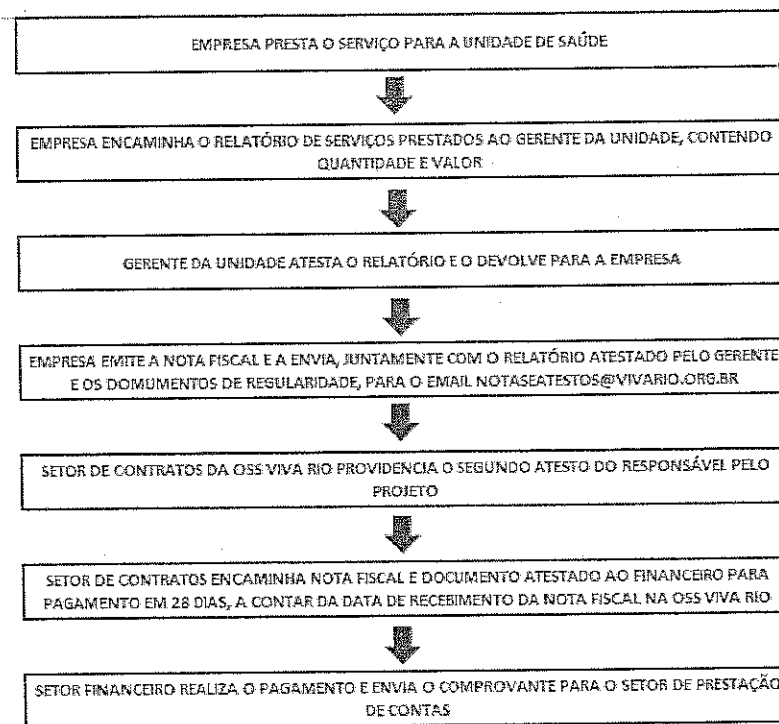 EMPRESA PRESTA O SERVIÇO PARA A UNIDADE DE SAÚDE
EMPRESA ENCAMINHA O RELATÓRIO DE SERVIÇOS PRESTADOS AO GERENTE DA UNIDADE, CONTENDO
QUANTIDADE E VALOR
GERENTE DA UNIDADE ATESTA O RELATÓRIO E O DEVOLVE PARA A EMPRESA
EMPRESA EMITE A NOTA FISCAL E A ENVIA, JUNTAMENTE COM O RELATÓRIO ATESTADO PELO GERENTE
E OS DOMUMENTOS DE REGULARIDADE, PARA O EMAIL NOTASEATESTOS@VIVARIO.ORG.BR
SETOR DE CONTRATOS DA OSS VIVA RIO PROVIDENCIA O SEGUNDO ATESTO DO RESPONSÁVEL PELO
PROJETO
SETOR DE CONTRATOS ENCAMINHA NOTA FISCAL E DOCUMENTO ATESTADO AO FINANCEIRO PARA
PAGAMENTO EM 28 DIAS, A CONTAR DA DATA DE RECEBIMENTO DA NOTA FISCAL NA OSS VIVA RIO
SETOR FINANCEIRO REALIZA O PAGAMENTO E ENVIA O COMPROVANTE PARA O SETOR DE PRESTAÇÃO
DE CONTAS